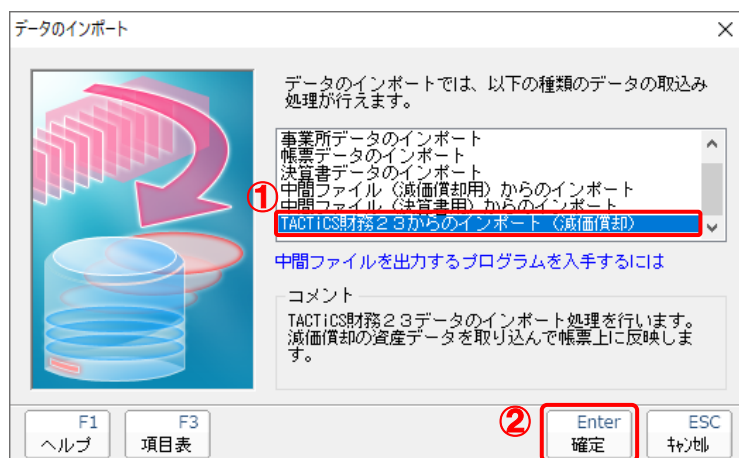 データのインポート
データのインポートでは、以下の種類のデータの取込み
処理が行えます。
事業所データのインポート
帳票データのインポート
決算書データのインポート
中間ファイル（減価償却用）からのインポート
中間ファイル（決算書用）からのインポート
①
TACTiCS財務２３からのインポート（減価償却）
中間ファイルを出力するプログラムを入手するには
コメント
TACTiCS財務２３データのインポート処理を行います。
減価償却の資産データを取り込んで帳票上に反映しま
す。
F1
ヘルプ
F3
項目表
②
Enter
確定
ESC
ｷｬﾝｾﾙ